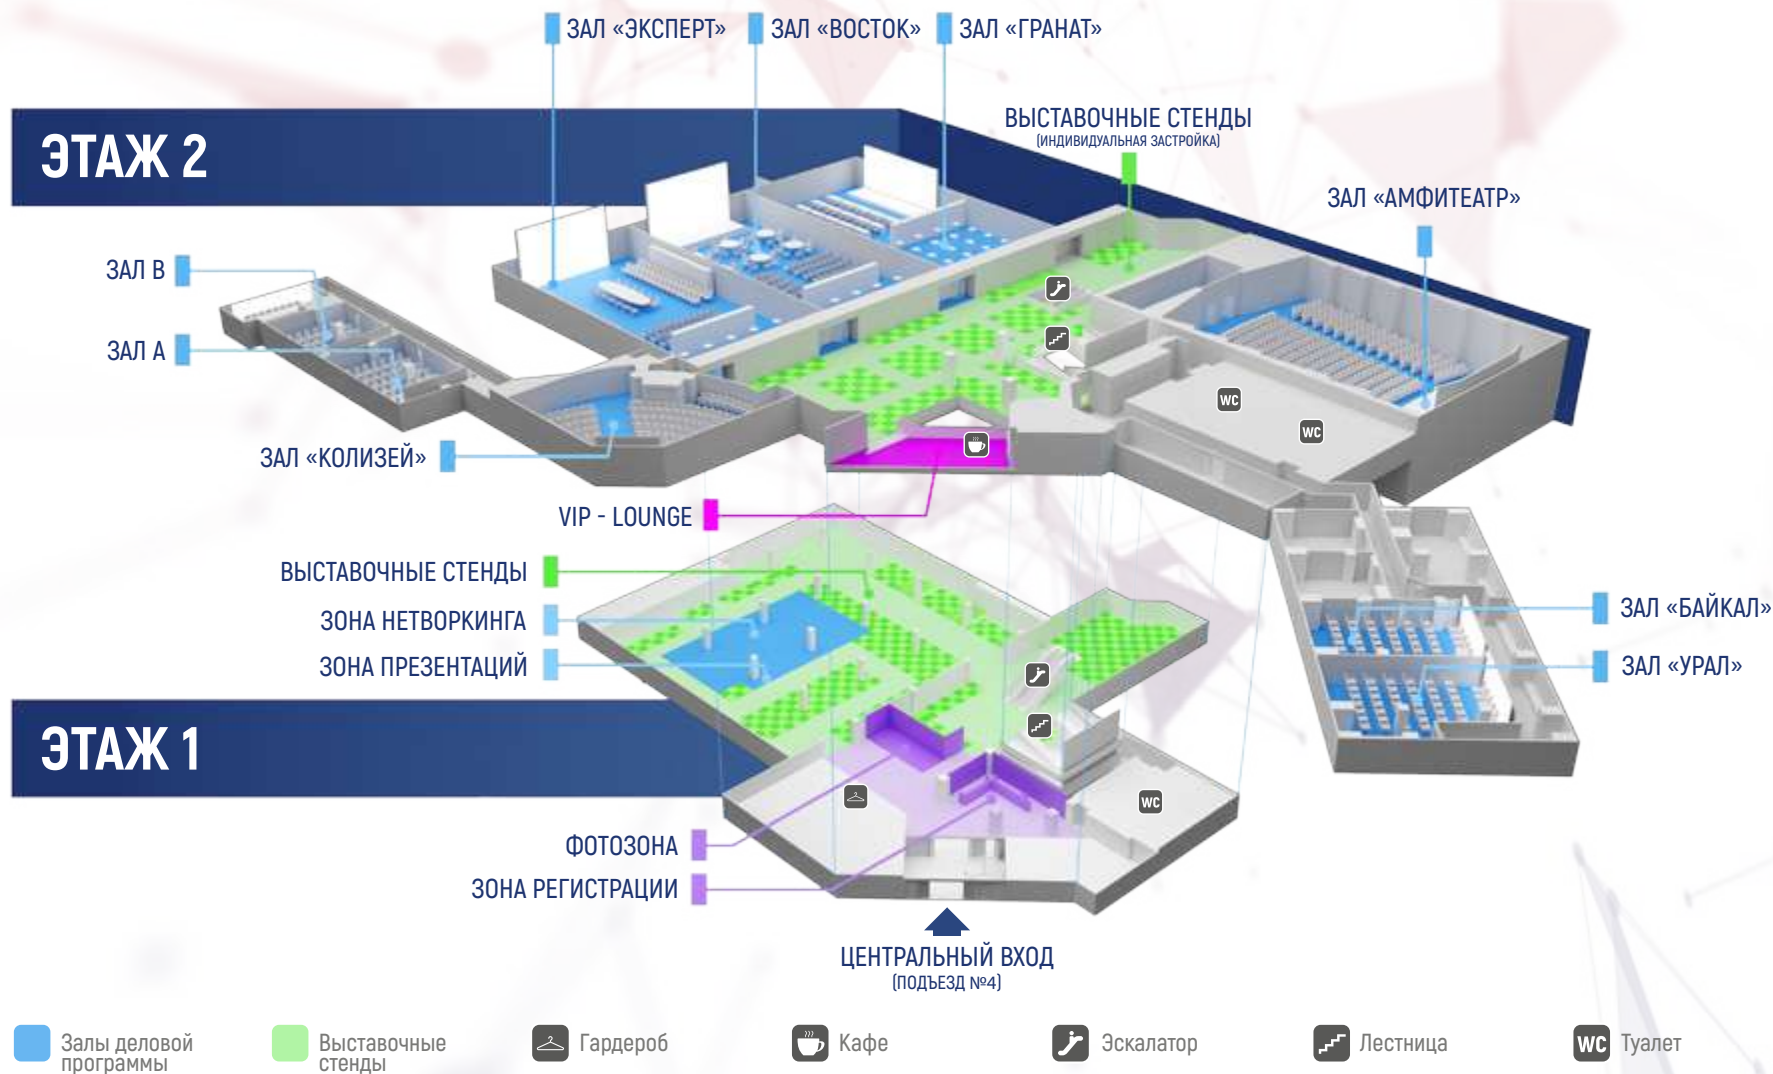 ЗАЛ «ЭКСПЕРТ»
ЗАЛ «ВОСТОК»
ЗАЛ «ГРАНАТ»
ВЫСТАВОЧНЫЕ СТЕНДЫ
(ИНДИВИДУАЛЬНАЯ ЗАСТРОЙКА)
ЭТАЖ 2
ЗАЛ «АМФИТЕАТР»
ЗАЛ B
ЗАЛ A
WC
WC
ЗАЛ «КОЛИЗЕЙ»
VIP - LOUNGE
ВЫСТАВОЧНЫЕ СТЕНДЫ
ЗОНА НЕТВОРКИНГА
ЗОНА ПРЕЗЕНТАЦИЙ
ЗАЛ «БАЙКАЛ»
ЗАЛ «УРАЛ»
ЭТАЖ 1
WC
ФОТОЗОНА
ЗОНА РЕГИСТРАЦИИ
ЦЕНТРАЛЬНЫЙ ВХОД
(ПОДЪЕЗД №4)
Залы деловой
программы
Выставочные
стенды
Гардероб
Кафе
Эскалатор
Лестница
WC Туалет